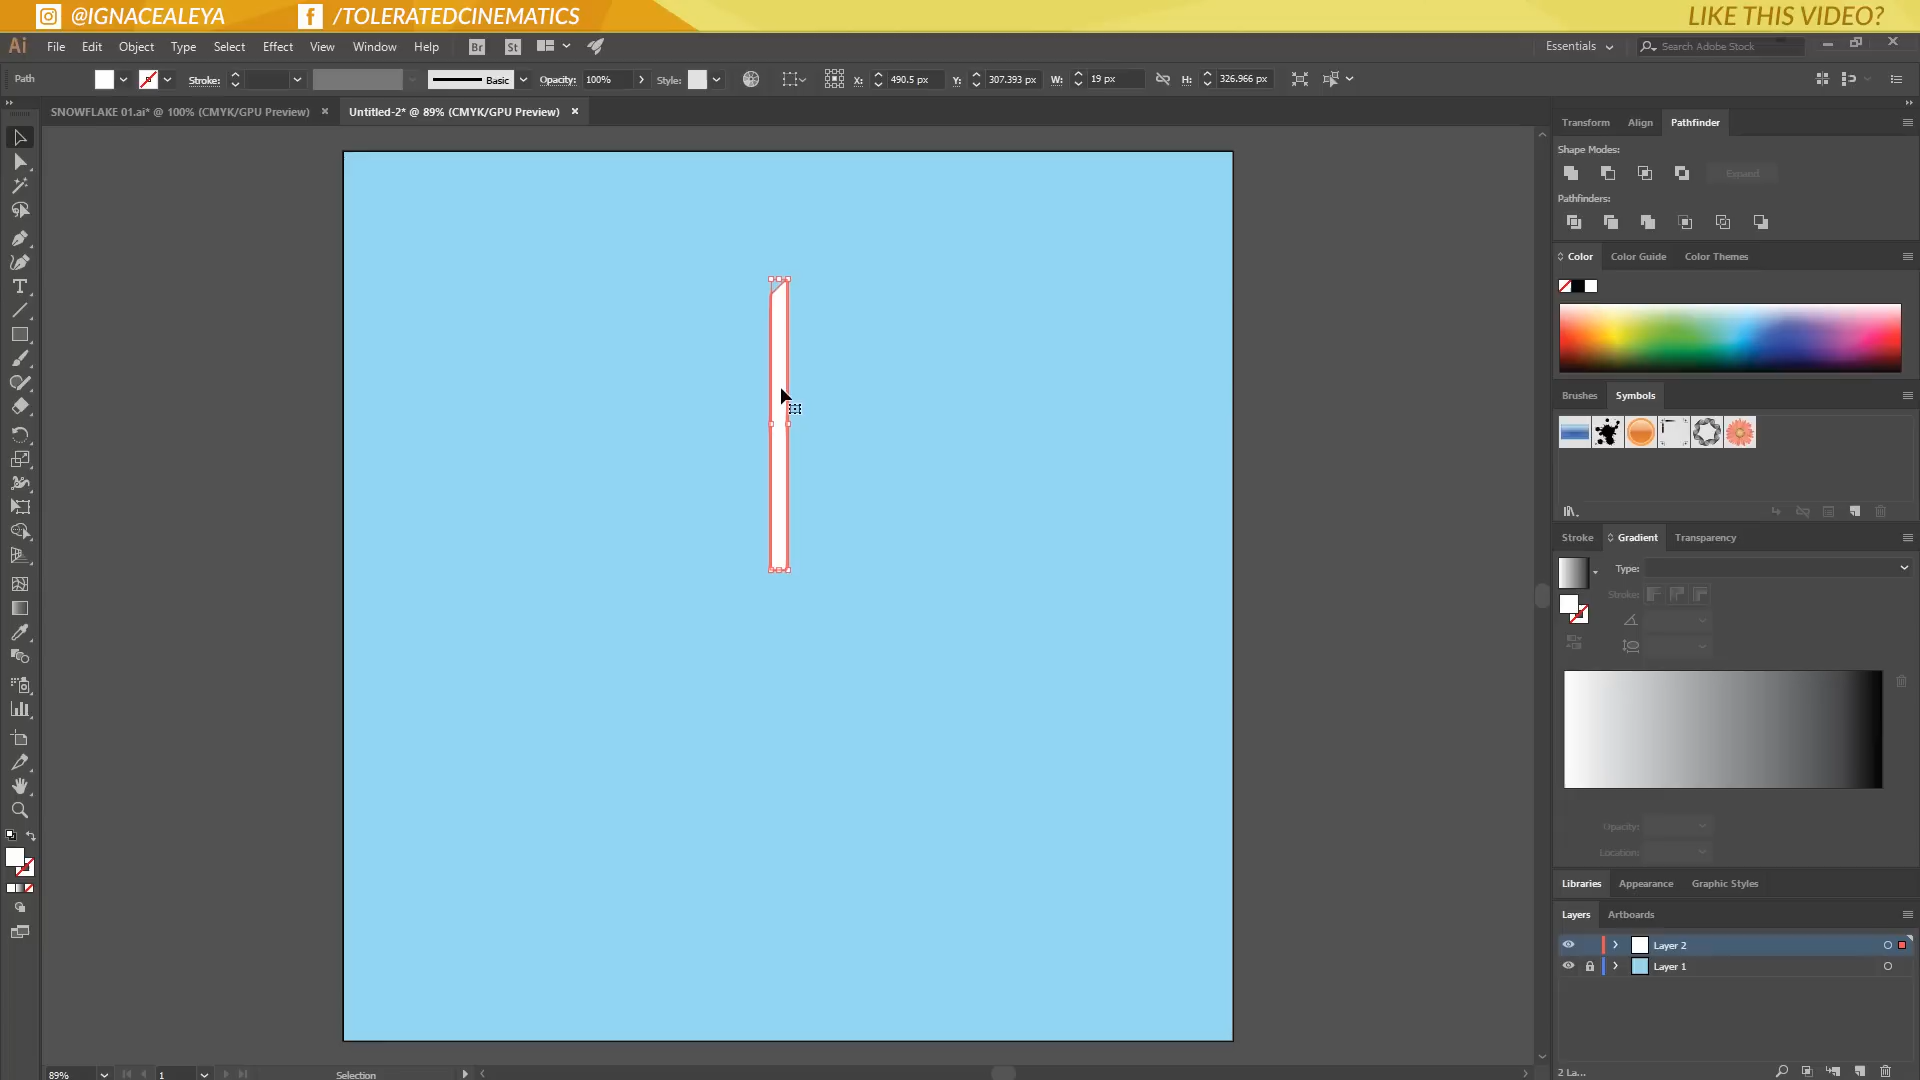 @IGNACEALEYA /TOLERATEDCINEMATICS LIKE THIS VIDEO?
Ai File Edit Object Type Select Effect View Window Help Br St Essentials Search Adobe Stock
Path Stroke: Basic Opacity: 100% Style: X: 490.5 px Y: 307.393 px W: 19 px H: 326.966 px
SNOWFLAKE 01.ai* @ 100% (CMYK/GPU Preview) × Untitled-2* @ 89% (CMYK/GPU Preview) ×
Transform Align Pathfinder
Shape Modes:
Expand
Pathfinders:
Color Color Guide Color Themes
Brushes Symbols
Stroke Gradient Transparency
Type:
Stroke:
Opacity:
Location:
Libraries Appearance Graphic Styles
Layers Artboards
Layer 2
Layer 1
89% 1 Selection 2 La...